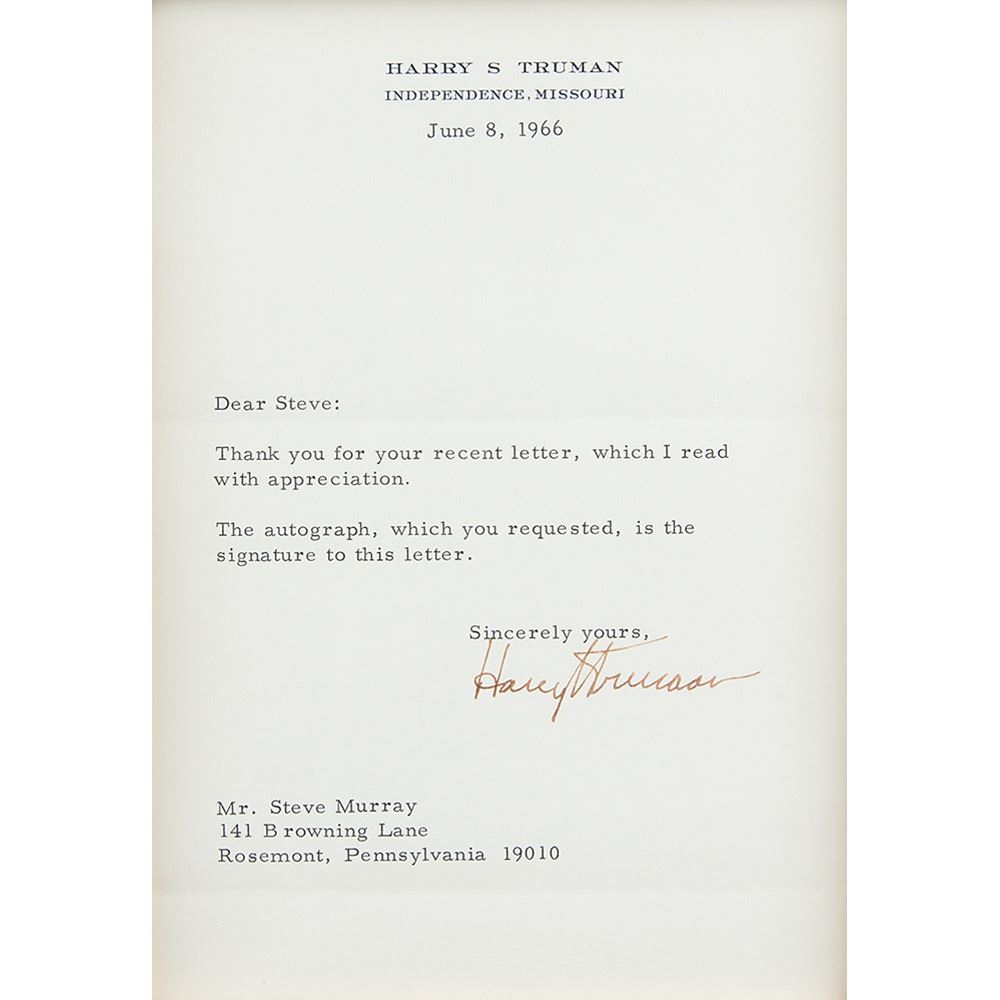 HARRY S TRUMAN
INDEPENDENCE, MISSOURI
June 8, 1966
Dear Steve:
Thank you for your recent letter, which I read
with appreciation.
The autograph, which you requested, is the
signature to this letter.
Sincerely yours,
Harry S Truman
Mr. Steve Murray
141 Browning Lane
Rosemont, Pennsylvania 19010